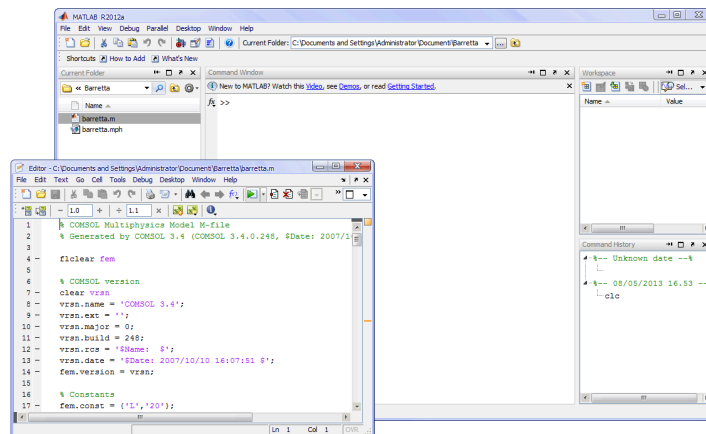 MATLAB R2012a
File Edit View Debug Parallel Desktop Window Help
Current Folder: C:\Documents and Settings\Administrator\Documenti\Barretta
Shortcuts How to Add What's New
Current Folder
« Barretta
Name
barretta.m
barretta.mph
Command Window
New to MATLAB? Watch this Video, see Demos, or read Getting Started.
fx >>
Workspace
Sel...
Name Value
Command History
%-- Unknown date --%
%-- 08/05/2013 16.53 --
clc
Editor - C:\Documents and Settings\Administrator\Documenti\Barretta\barretta.m
File Edit Text Go Cell Tools Debug Desktop Window Help
- 1.0 + ÷ 1.1 ×
1 % COMSOL Multiphysics Model M-file
2 % Generated by COMSOL 3.4 (COMSOL 3.4.0.248, $Date: 2007/1
3
4 - flclear fem
5
6 % COMSOL version
7 - clear vrsn
8 - vrsn.name = 'COMSOL 3.4';
9 - vrsn.ext = '';
10 - vrsn.major = 0;
11 - vrsn.build = 248;
12 - vrsn.rcs = '$Name: $';
13 - vrsn.date = '$Date: 2007/10/10 16:07:51 $';
14 - fem.version = vrsn;
15
16 % Constants
17 - fem.const = {'L','20'};
Ln 1 Col 1 OVR